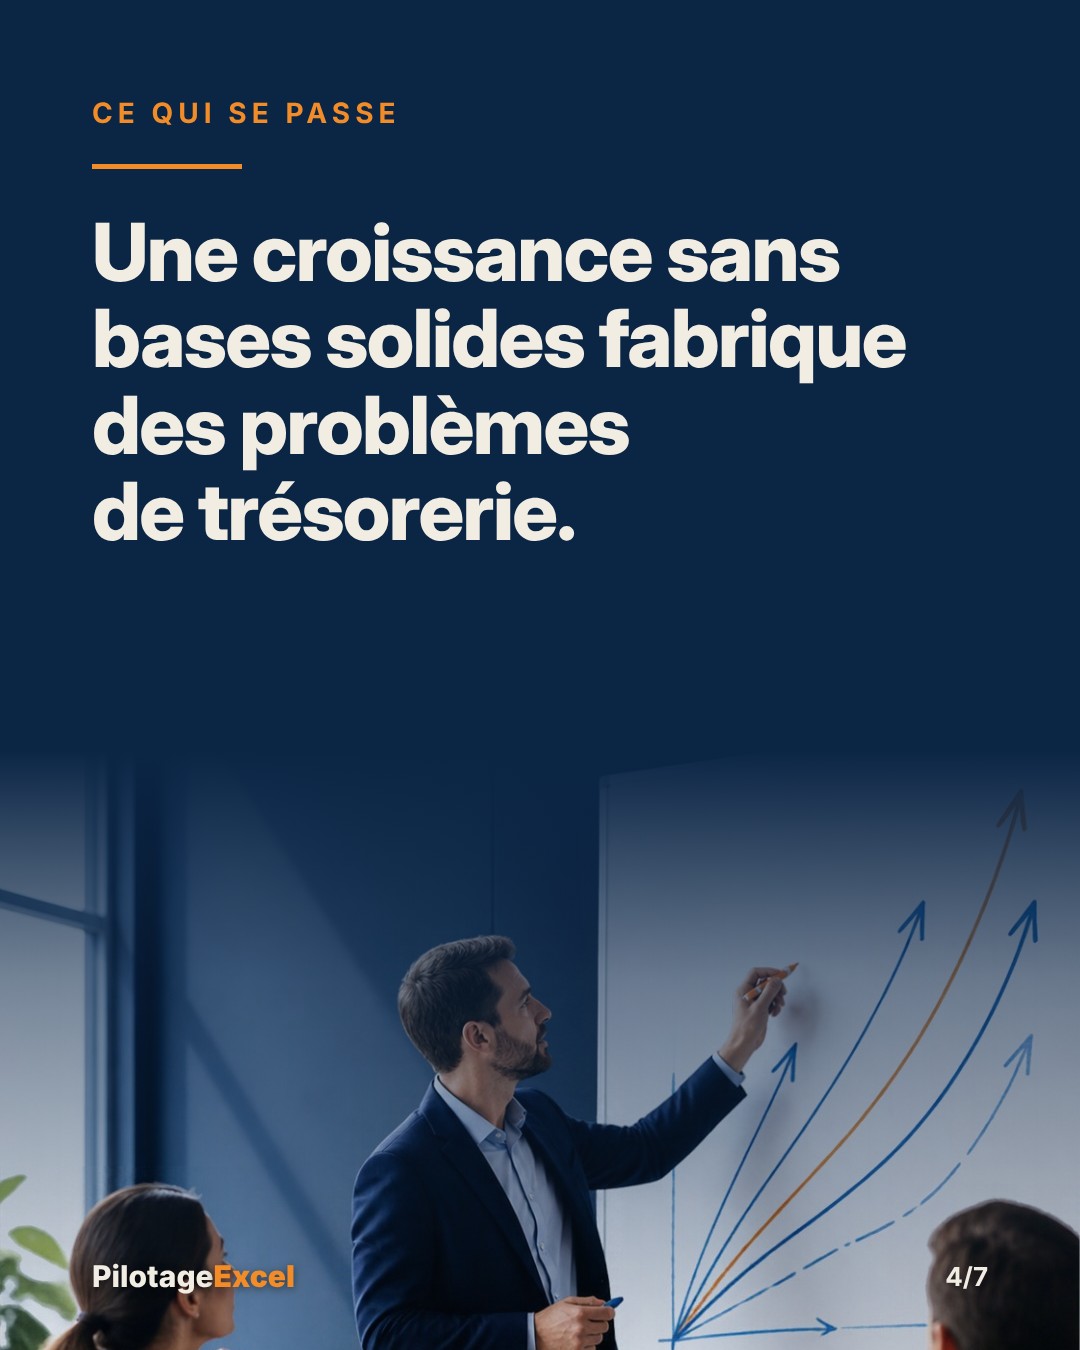 CE QUI SE PASSE
Une croissance sans
bases solides fabrique
des problèmes
de trésorerie.
PilotageExcel
4/7